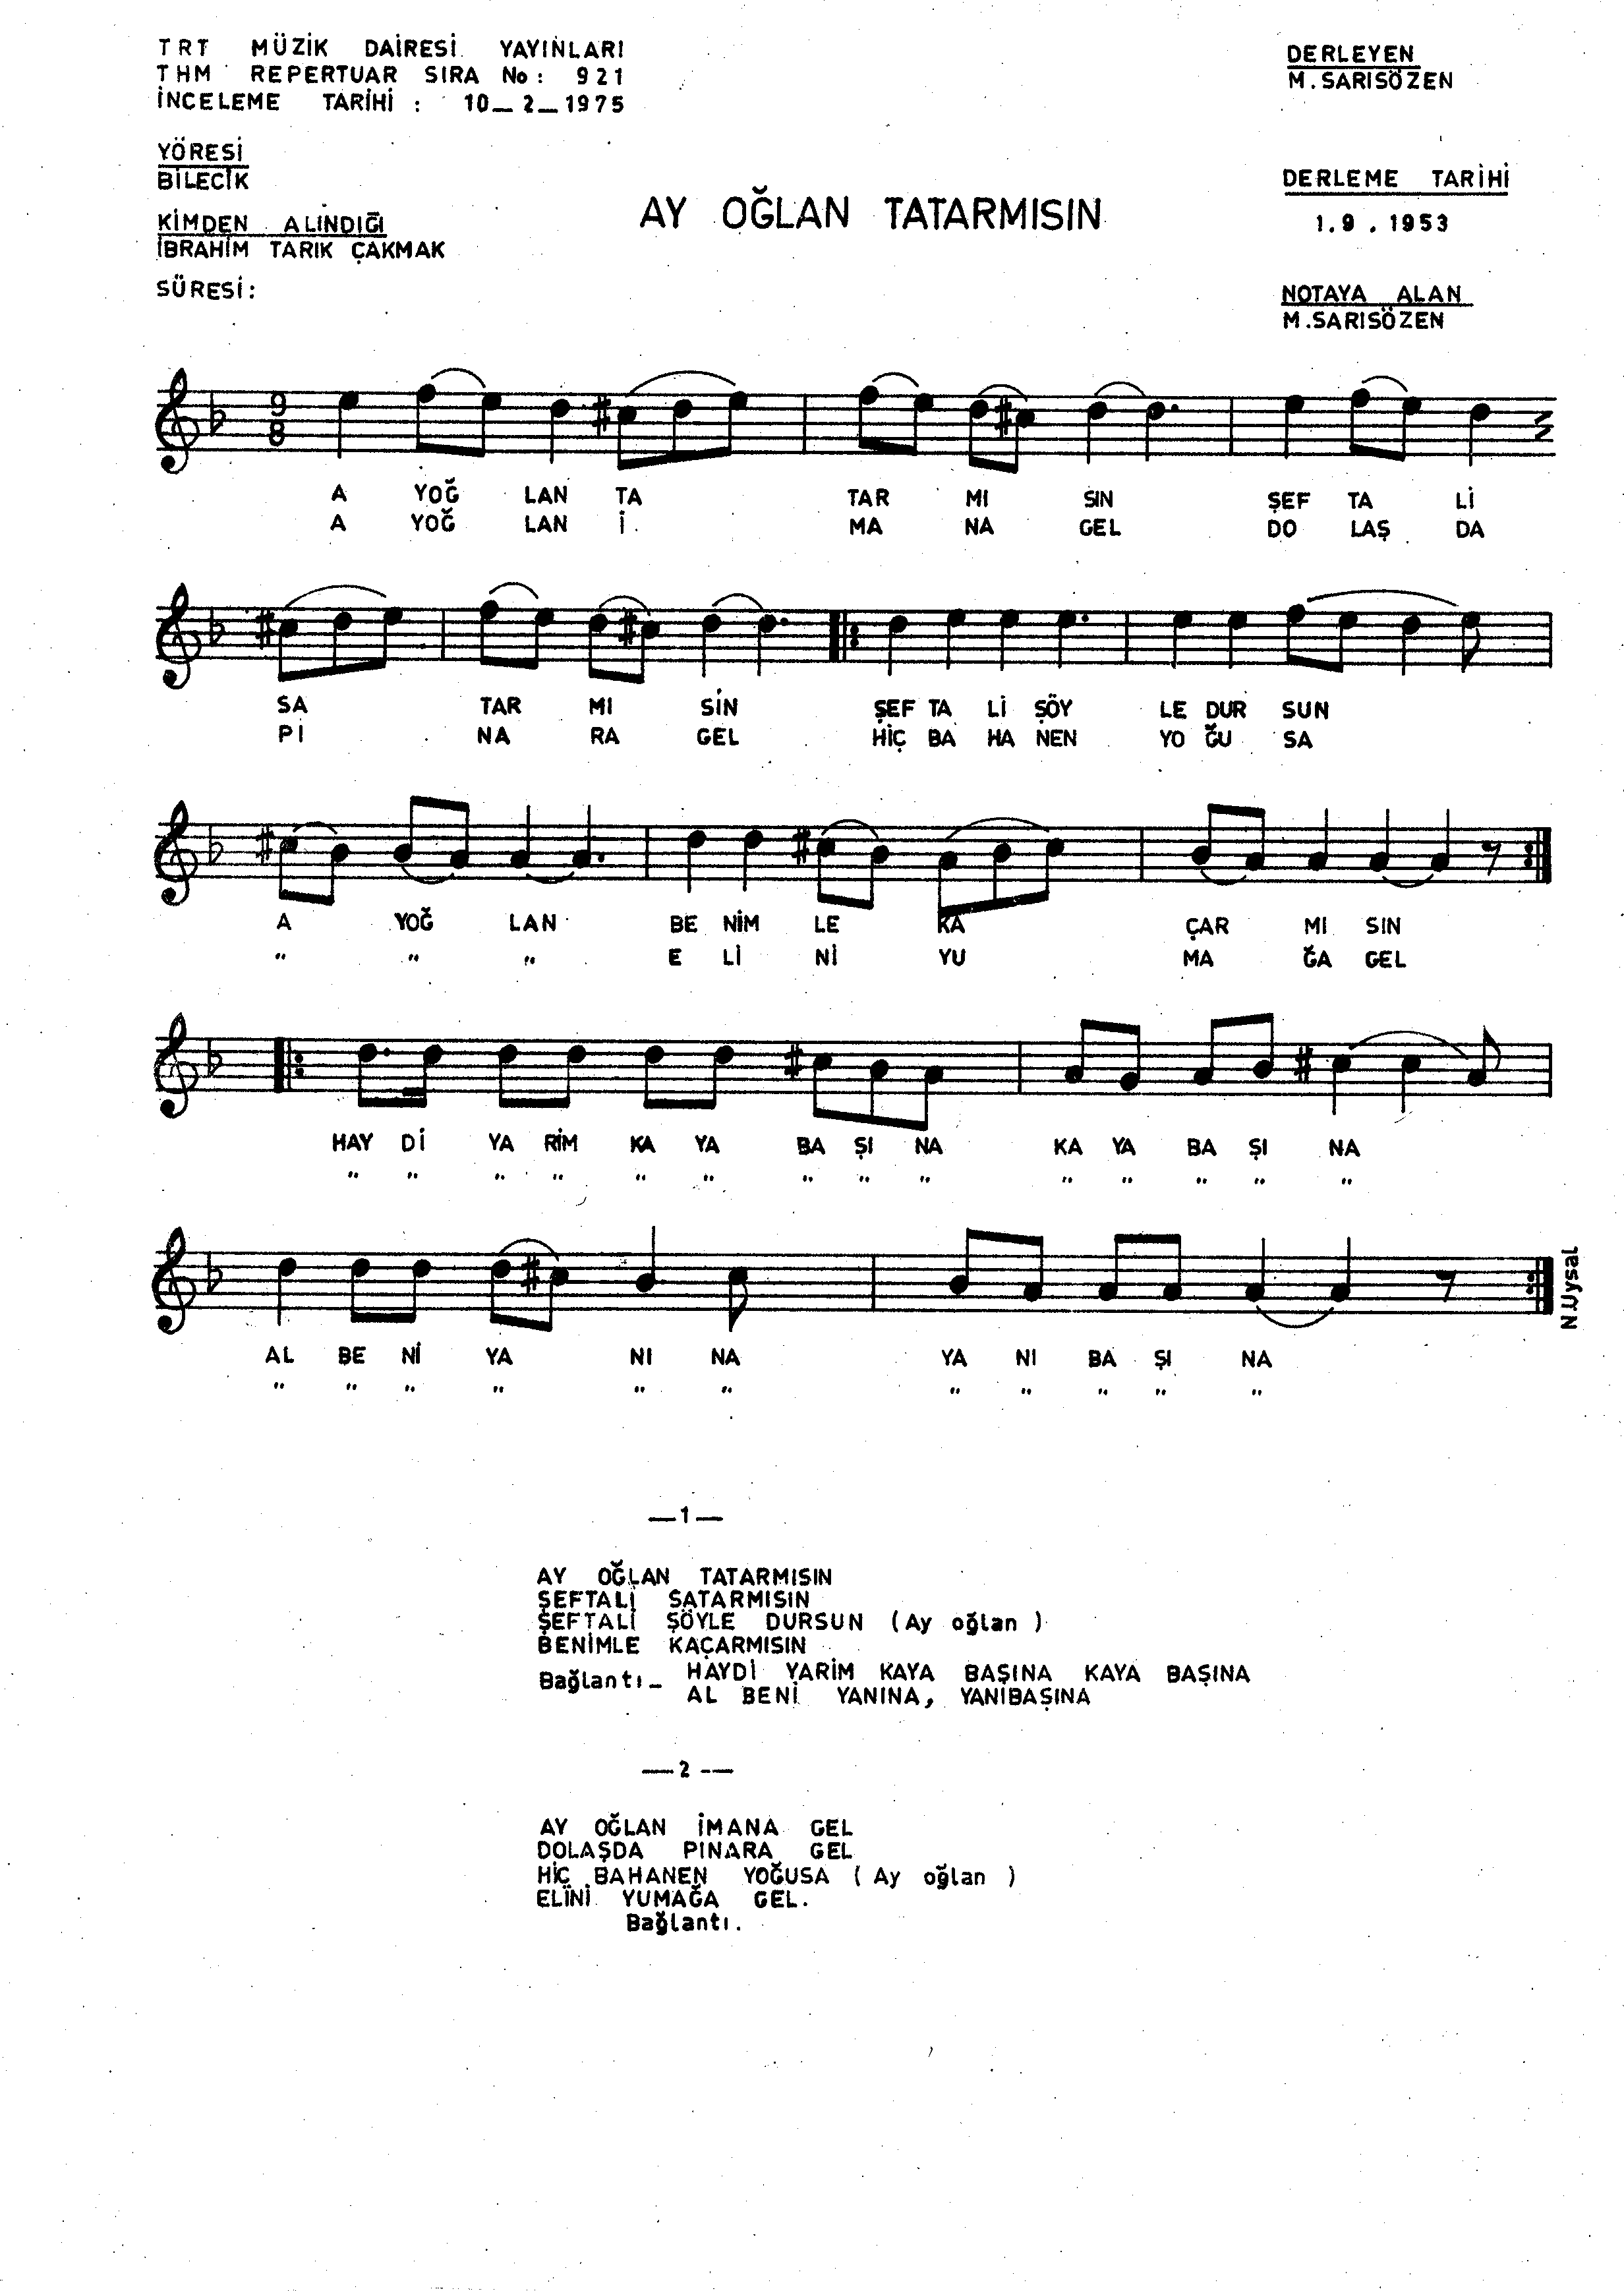 TRT MÜZİK DAİRESİ YAYINLARI
THM REPERTUAR SIRA No: 921
İNCELEME TARİHİ : 10_2_1975
DERLEYEN
M.SARISÖZEN
YÖRESİ
BİLECİK
DERLEME TARİHİ
1.9.1953
AY OĞLAN TATARMISIN
KİMDEN ALINDIĞI
İBRAHİM TARIK ÇAKMAK
SÜRESİ:
NOTAYA ALAN
M.SARISÖZEN
9
8
A YOĞ LAN TA TAR MI SIN ŞEF TA Lİ
A YOĞ LAN İ MA NA GEL DO LAŞ DA
SA TAR MI SİN ŞEF TA Lİ ŞÖY LE DUR SUN
PI NA RA GEL HİÇ BA HA NEN YO ĞU SA
A YOĞ LAN BE NİM LE KA ÇAR MI SIN
" " " E Lİ Nİ YU MA ĞA GEL
HAY Dİ YA RİM KA YA BA ŞI NA KA YA BA ŞI NA
" " " " " " " " " " " " " "
AL BE Nİ YA NI NA YA NI BA ŞI NA
" " " " " " " " " " "
N.Uysal
—1—
AY OĞLAN TATARMISIN
ŞEFTALİ SATARMISIN
ŞEFTALİ ŞÖYLE DURSUN (Ay oğlan)
BENİMLE KAÇARMISIN
Bağlantı_ HAYDİ YARİM KAYA BAŞINA KAYA BAŞINA
AL BENİ YANINA, YANIBAŞINA
—2—
AY OĞLAN İMANA GEL
DOLAŞDA PINARA GEL
HİÇ BAHANEN YOĞUSA (Ay oğlan)
ELİNİ YUMAĞA GEL.
Bağlantı.